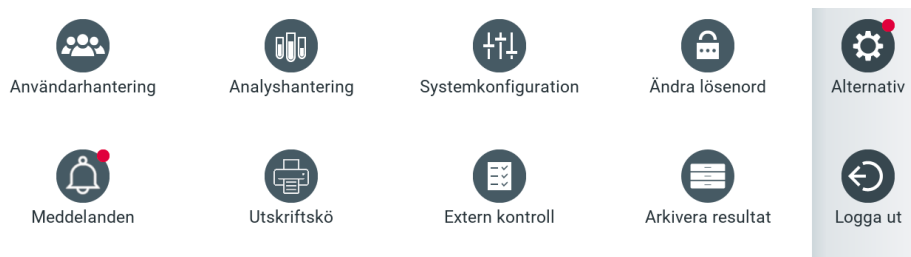 Användarhantering
Analyshantering
Systemkonfiguration
Ändra lösenord
Alternativ
Meddelanden
Utskriftskö
Extern kontroll
Arkivera resultat
Logga ut